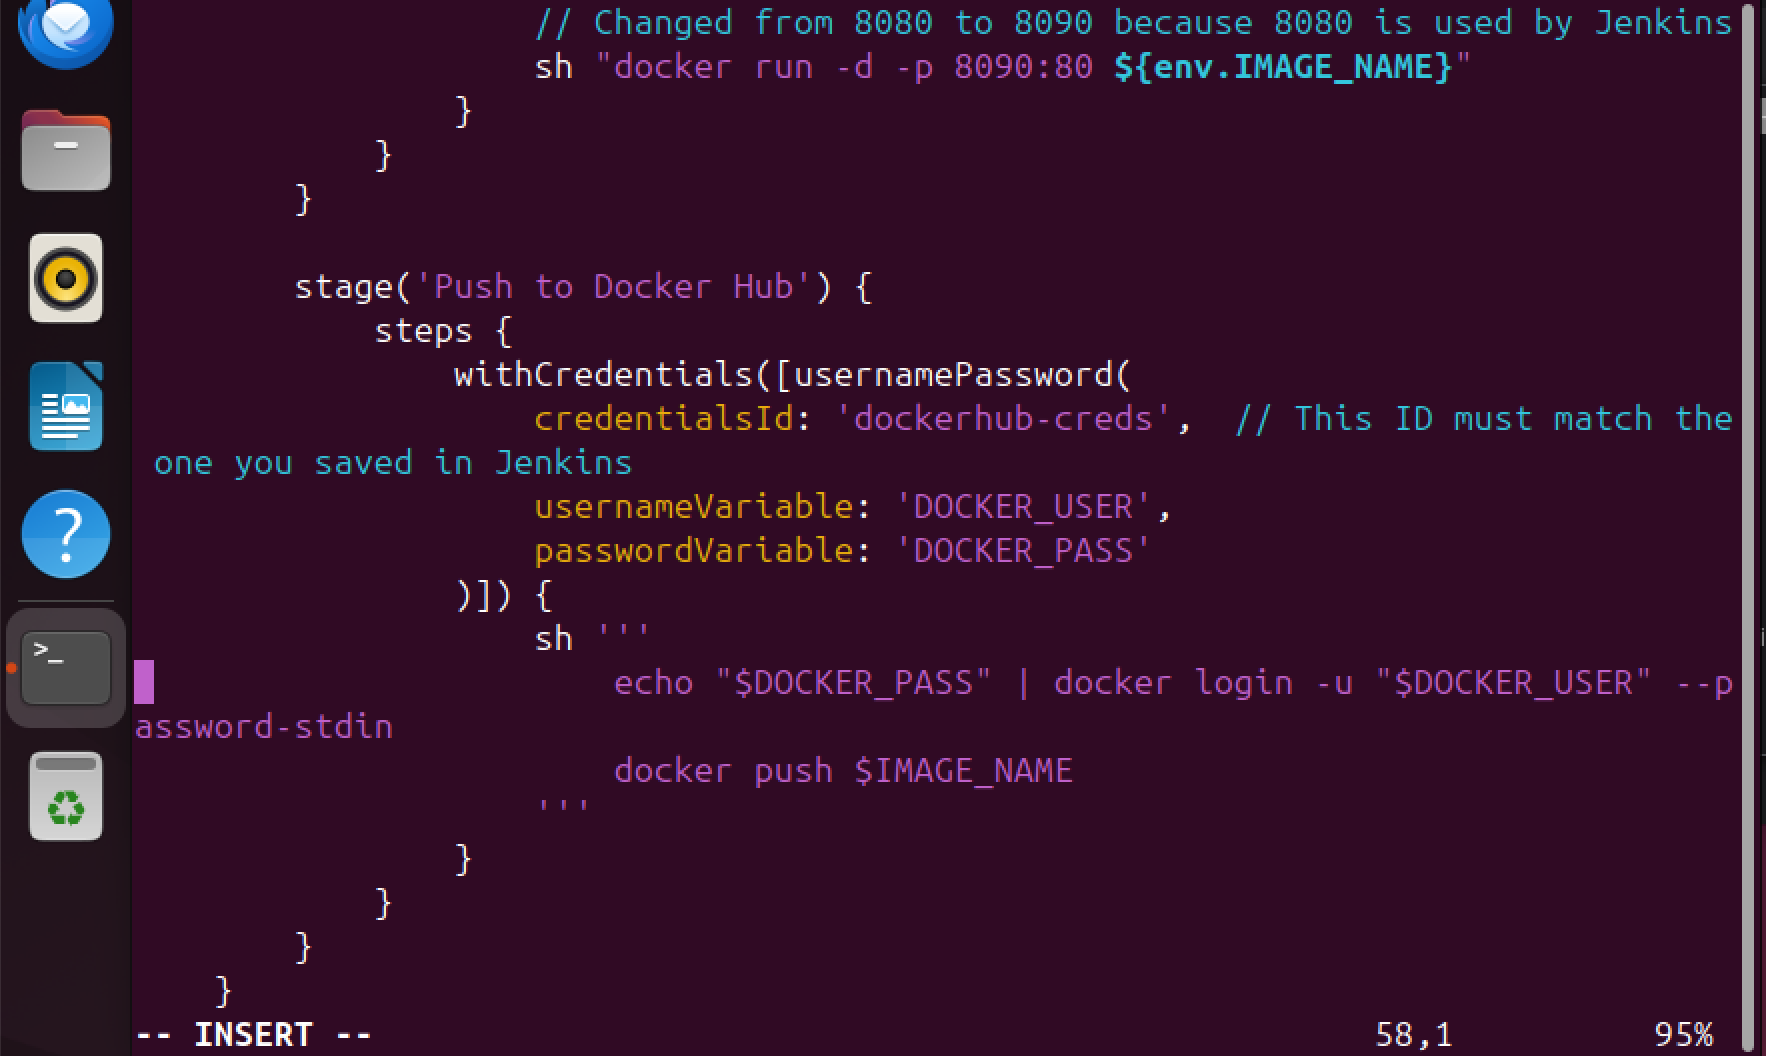 // Changed from 8080 to 8090 because 8080 is used by Jenkins
sh "docker run -d -p 8090:80 ${env.IMAGE_NAME}"
}
}
}
stage('Push to Docker Hub') {
steps {
withCredentials([usernamePassword(
credentialsId: 'dockerhub-creds',  // This ID must match the
one you saved in Jenkins
usernameVariable: 'DOCKER_USER',
passwordVariable: 'DOCKER_PASS'
)]) {
sh '''
echo "$DOCKER_PASS" | docker login -u "$DOCKER_USER" --p
assword-stdin
docker push $IMAGE_NAME
'''
}
}
}
}
-- INSERT -- 58,1 95%